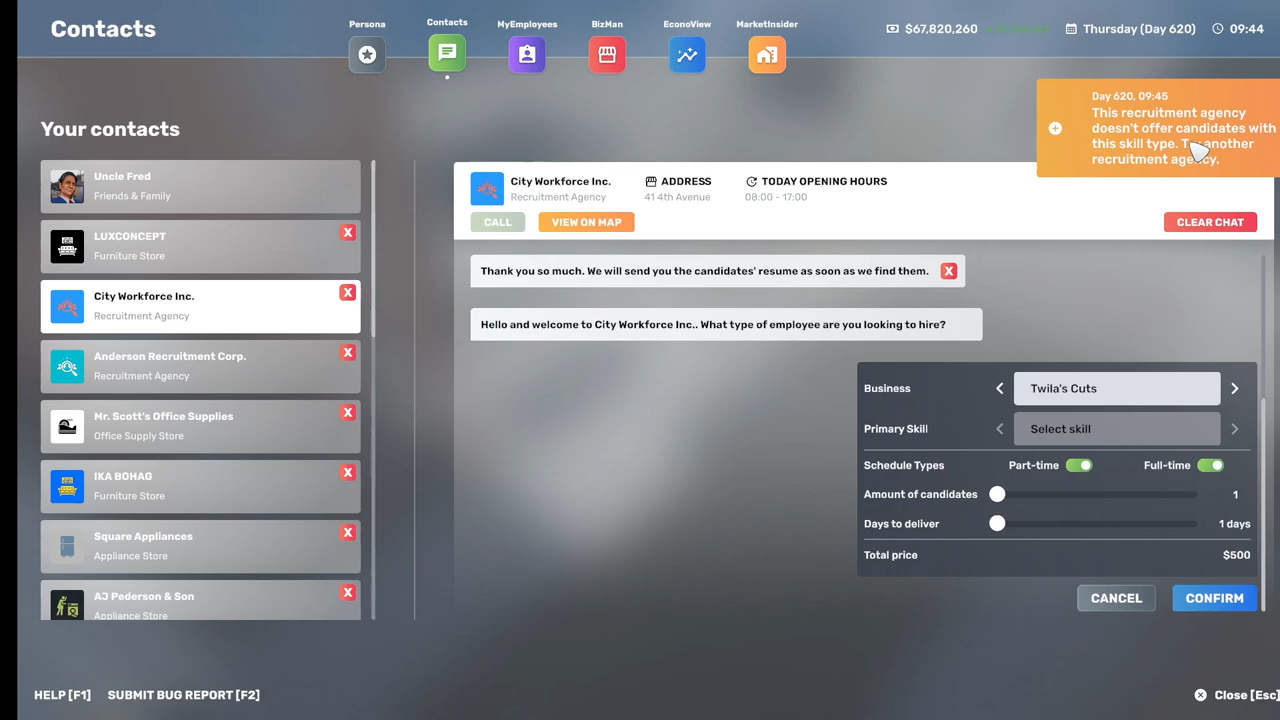 Contacts
Persona
Contacts
MyEmployees
BizMan
EconoView
MarketInsider
$67,820,260
Thursday (Day 620)
09:44
Day 620, 09:45
This recruitment agency
doesn't offer candidates with
this skill type. Try another
recruitment agency.
Your contacts
Uncle Fred
Friends & Family
LUXCONCEPT
Furniture Store
X
City Workforce Inc.
Recruitment Agency
X
Anderson Recruitment Corp.
Recruitment Agency
X
Mr. Scott's Office Supplies
Office Supply Store
X
IKA BOHAG
Furniture Store
X
Square Appliances
Appliance Store
X
AJ Pederson & Son
Appliance Store
X
City Workforce Inc.
Recruitment Agency
ADDRESS
41 4th Avenue
TODAY OPENING HOURS
08:00 - 17:00
CALL
VIEW ON MAP
CLEAR CHAT
Thank you so much. We will send you the candidates' resume as soon as we find them.
X
Hello and welcome to City Workforce Inc.. What type of employee are you looking to hire?
Business
Twila's Cuts
Primary Skill
Select skill
Schedule Types
Part-time
Full-time
Amount of candidates
1
Days to deliver
1 days
Total price
$500
CANCEL
CONFIRM
HELP [F1]
SUBMIT BUG REPORT [F2]
Close [Esc]